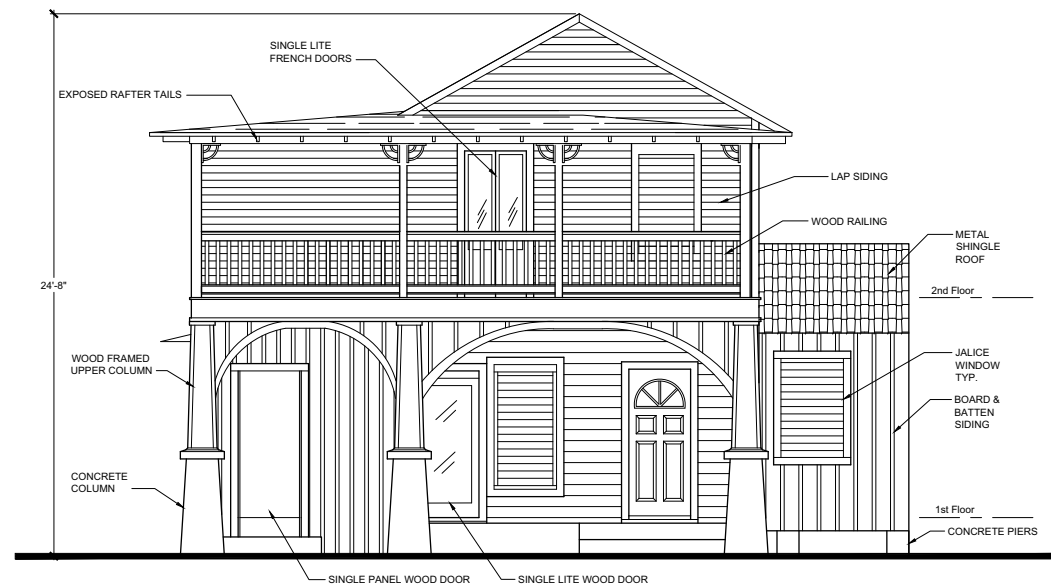 SINGLE LITE
FRENCH DOORS
EXPOSED RAFTER TAILS
LAP SIDING
WOOD RAILING
METAL
SHINGLE
ROOF
24'-8"
2nd Floor
WOOD FRAMED
UPPER COLUMN
JALICE
WINDOW
TYP.
BOARD &
BATTEN
SIDING
CONCRETE
COLUMN
1st Floor
CONCRETE PIERS
SINGLE PANEL WOOD DOOR
SINGLE LITE WOOD DOOR